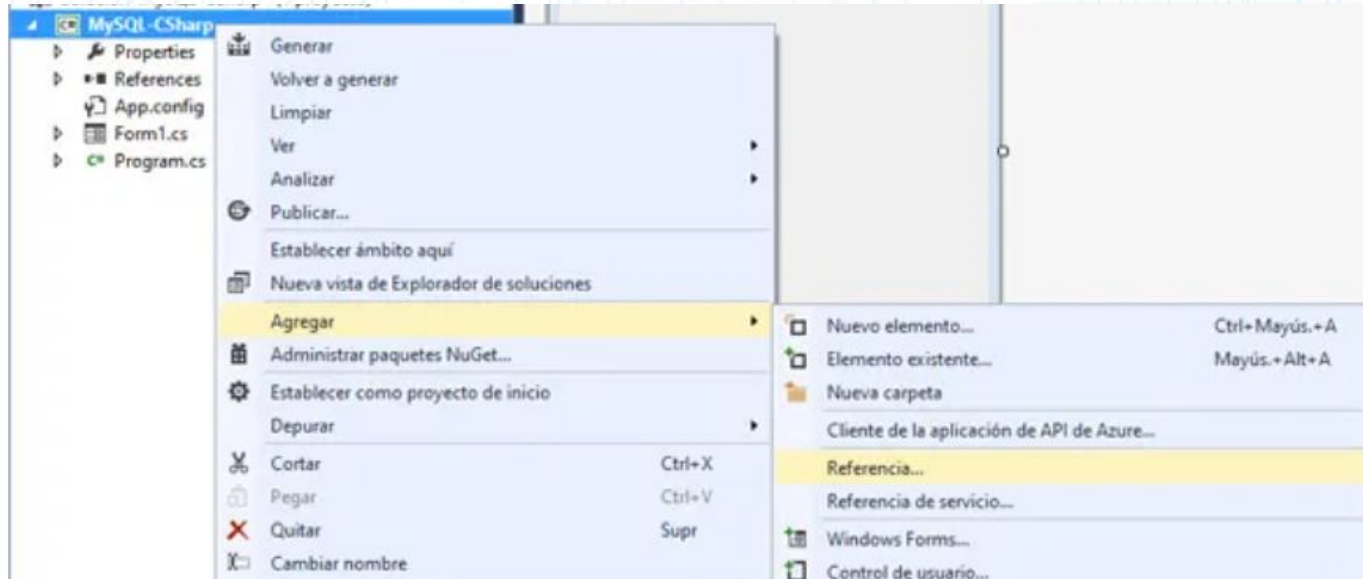 MySQL-CSharp
Properties
References
App.config
Form1.cs
Program.cs
Generar
Volver a generar
Limpiar
Ver
Analizar
Publicar...
Establecer ámbito aquí
Nueva vista de Explorador de soluciones
Agregar
Administrar paquetes NuGet...
Establecer como proyecto de inicio
Depurar
Cortar Ctrl+X
Pegar Ctrl+V
Quitar Supr
Cambiar nombre
Nuevo elemento... Ctrl+Mayús.+A
Elemento existente... Mayús.+Alt+A
Nueva carpeta
Cliente de la aplicación de API de Azure...
Referencia...
Referencia de servicio...
Windows Forms...
Control de usuario...